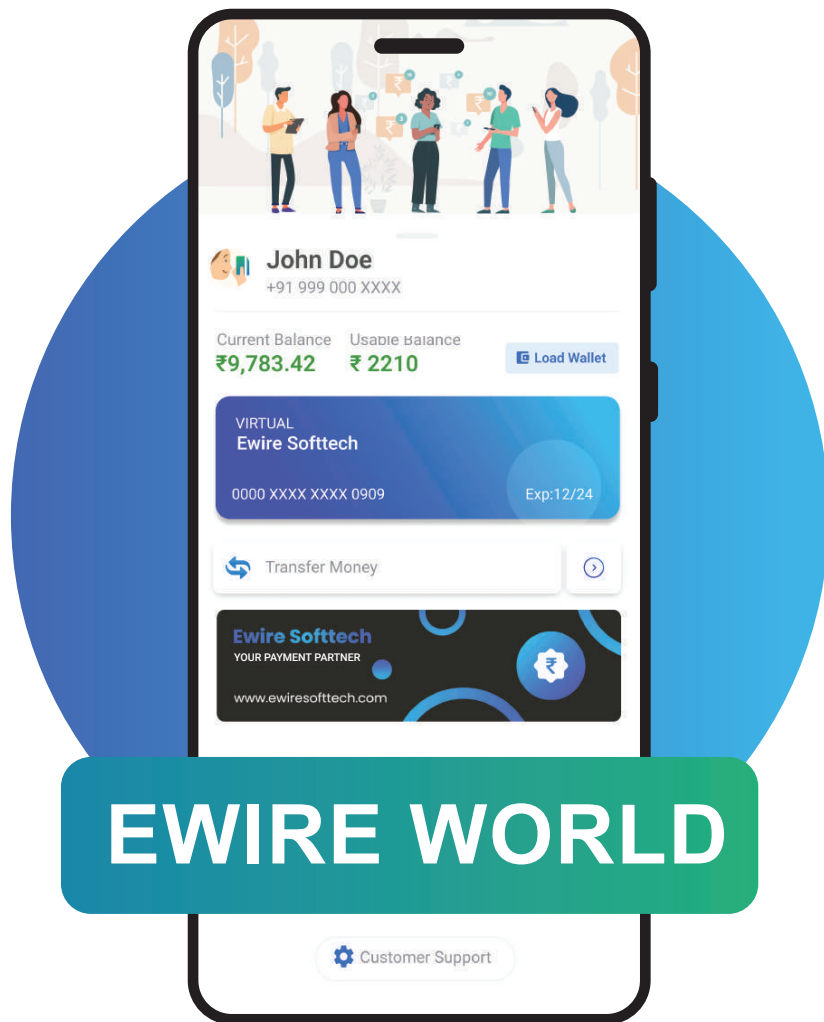 John Doe
+91 999 000 XXXX
Current Balance Usable Balance
₹9,783.42 ₹ 2210
Load Wallet
VIRTUAL
Ewire Softtech
0000 XXXX XXXX 0909 Exp:12/24
Transfer Money
Ewire Softtech
YOUR PAYMENT PARTNER
₹
www.ewiresofttech.com
EWIRE WORLD
Customer Support